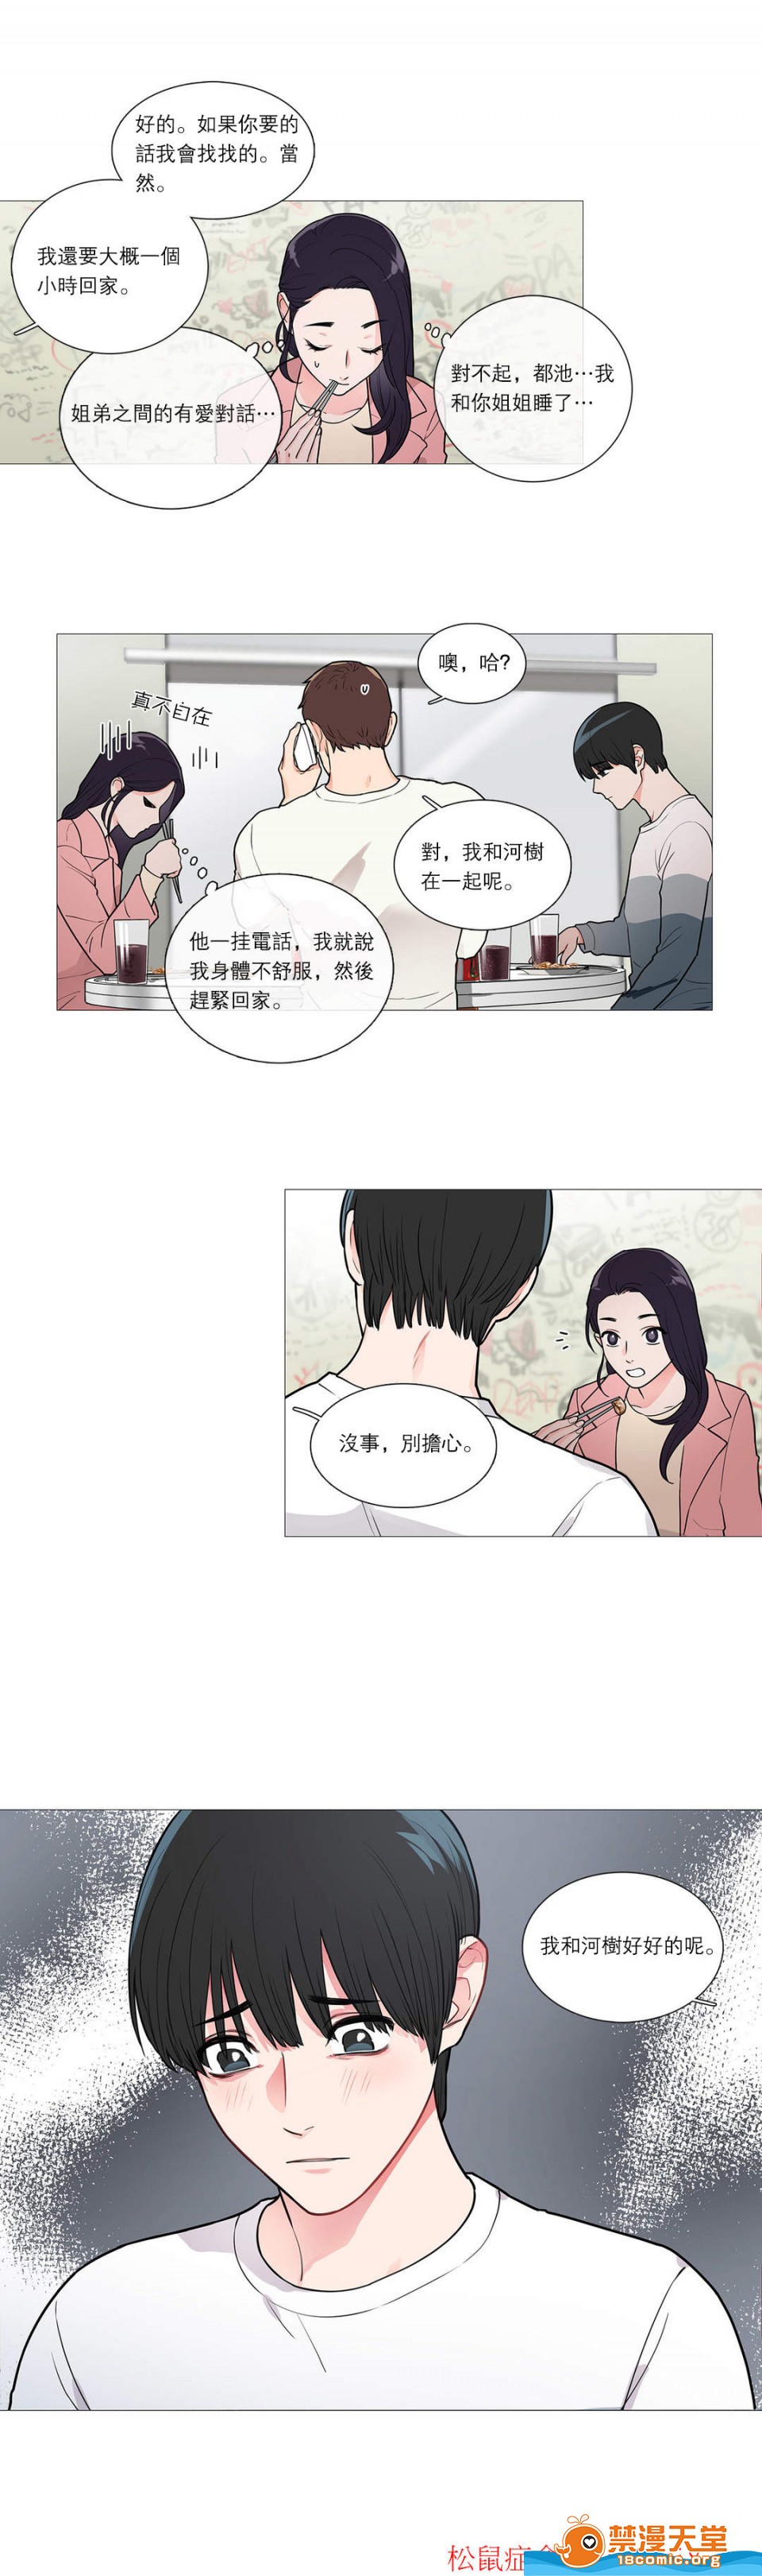 好的。如果你要的
話我會找找的。當
然。
我還要大概一個
小時回家。
姐弟之間的有愛對話…
對不起，都池…我
和你姐姐睡了…
噢，哈?
真不自在
對，我和河樹
在一起呢。
他一挂電話，我就說
我身體不舒服，然後
趕緊回家。
沒事，別擔心。
我和河樹好好的呢。
松鼠症
禁漫天堂
18comic.org